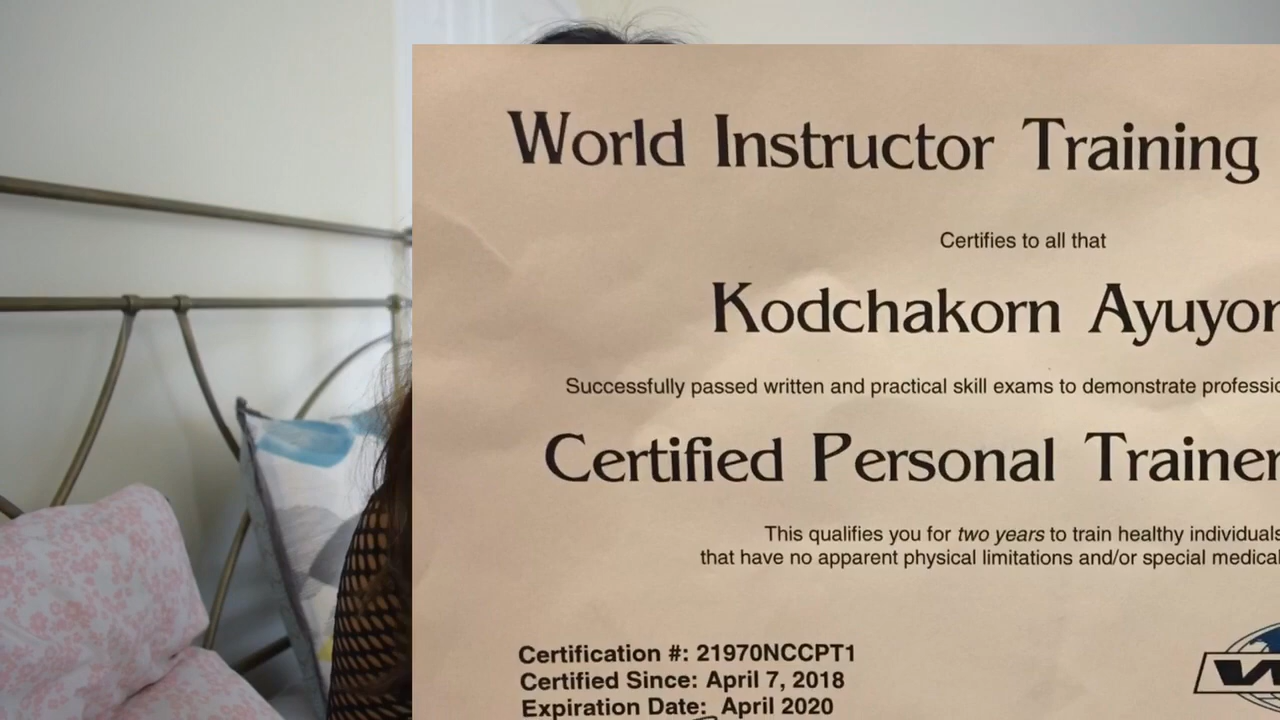 World Instructor Training
Certifies to all that
Kodchakorn
Successfully passed written and practical skill exams to demonstrate
Certified Personal Trainer
This qualifies you for two years to train healthy individuals
that have no apparent physical limitations and/or special medical
Certification #: 21970NCCPT1
Certified Since: April 7, 2018
Expiration Date: April 2020